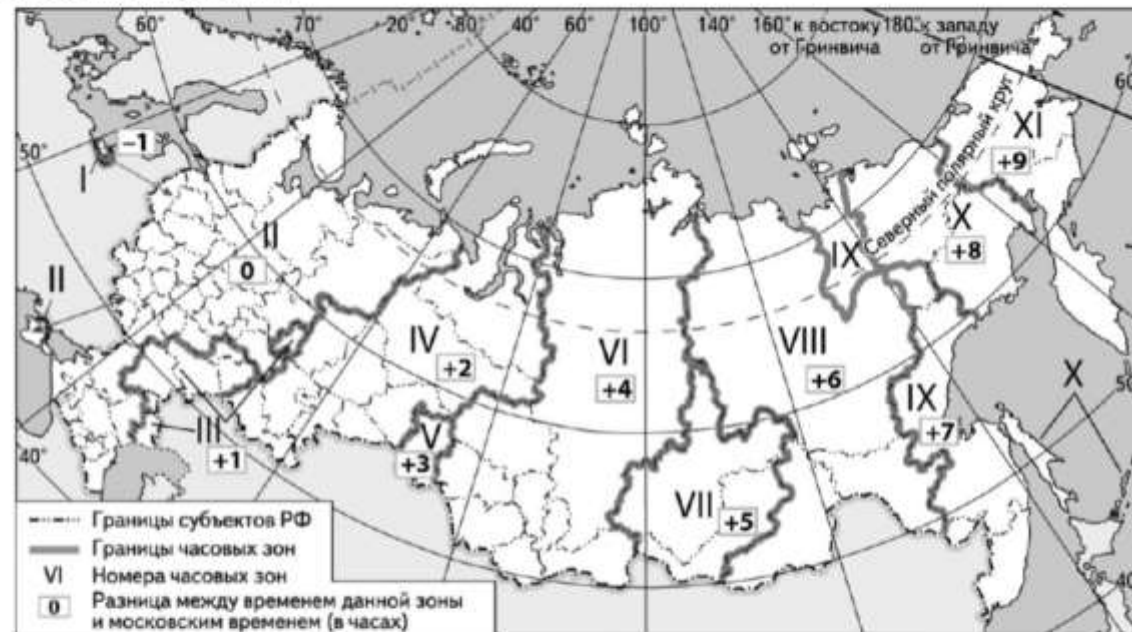 60° 70° 20° 80° 60° 100° 140° 160° к востоку
от Гринвича
180° к западу
от Гринвича
60
50°
-1
I
II
0
II
40°
III
+1
IV
+2
V
+3
VI
+4
VII
+5
VIII
+6
IX
IX
+7
Северный полярный круг
X
+8
XI
+9
X
50
40
Границы субъектов РФ
Границы часовых зон
VI Номера часовых зон
0 Разница между временем данной зоны
и московским временем (в часах)